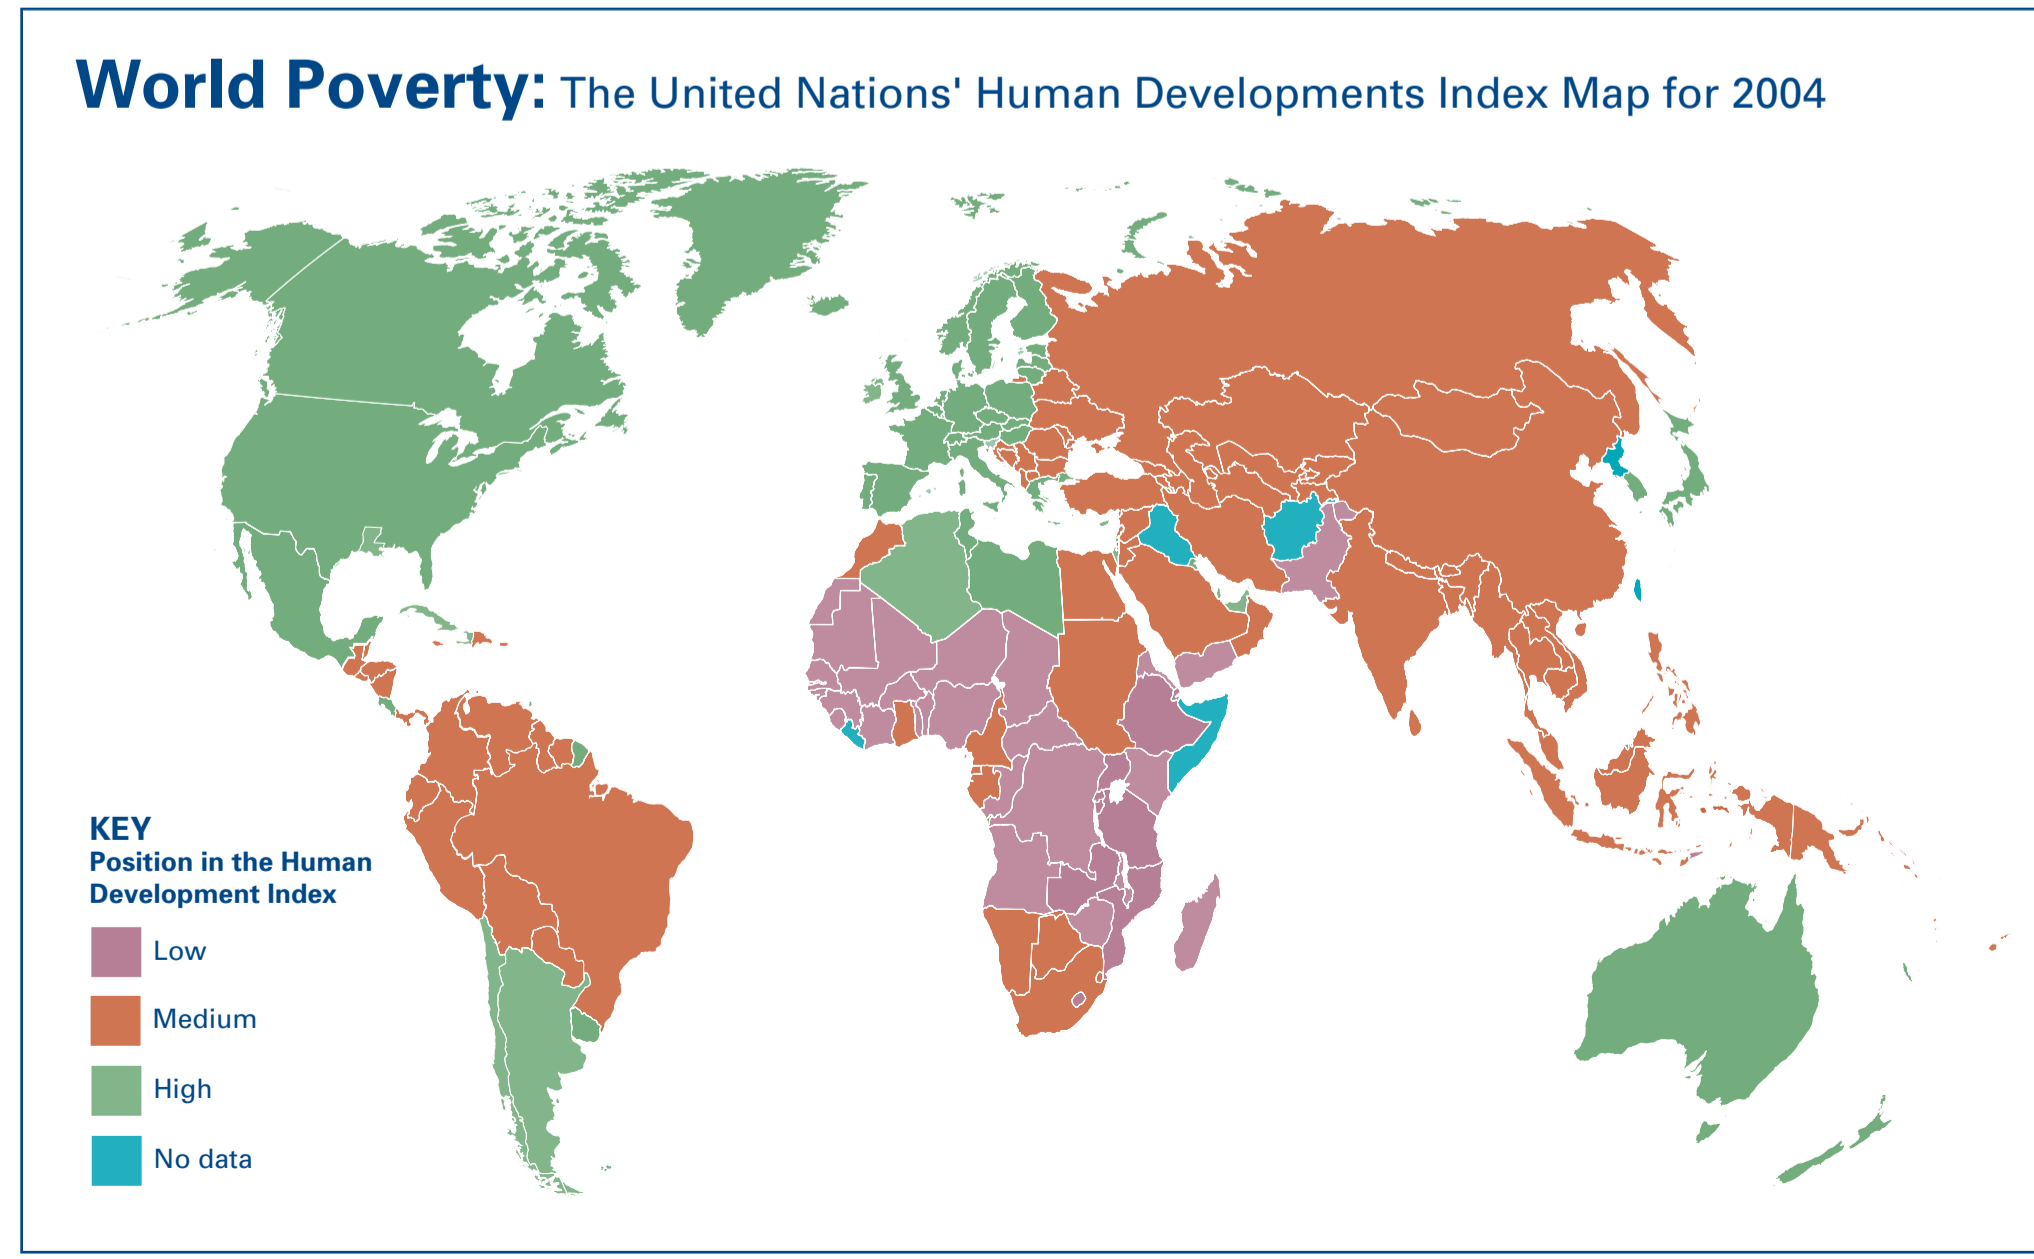 World Poverty: The United Nations' Human Developments Index Map for 2004
KEY
Position in the Human
Development Index
Low
Medium
High
No data